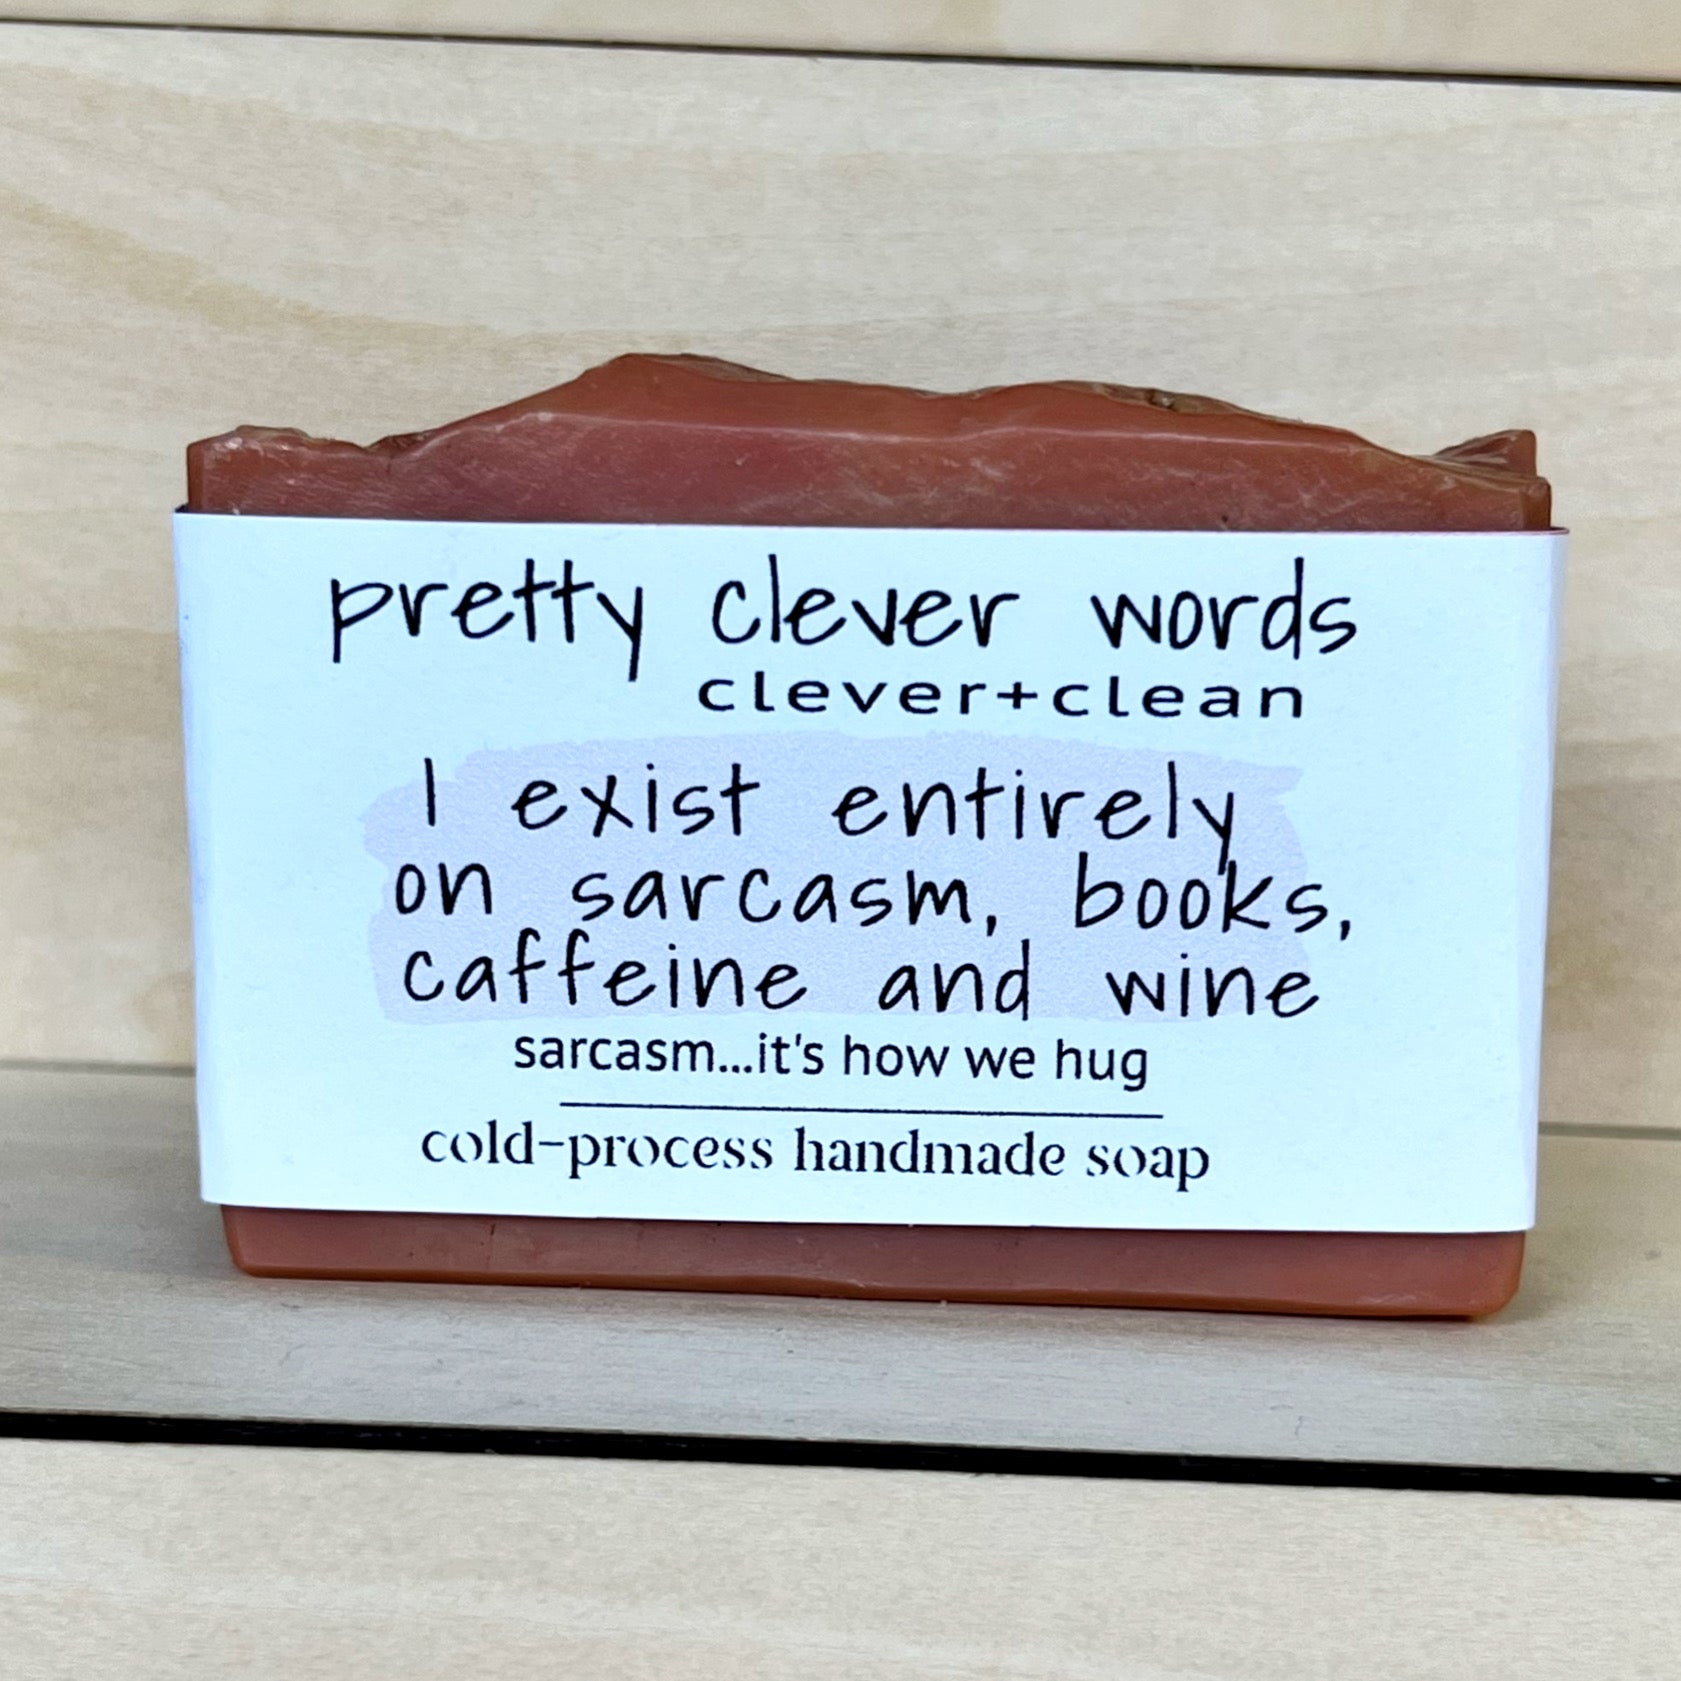 pretty clever words
clever+clean
I exist entirely
on sarcasm, books,
caffeine and wine
sarcasm...it's how we hug
cold-process handmade soap